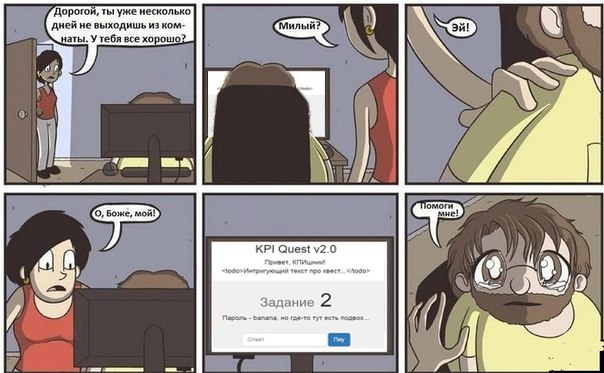 Дорогой, ты уже несколько
дней не выходишь из ком-
наты. У тебя все хорошо?
Милый?
</todo>
Эй!
О, Боже, мой!
KPI Quest v2.0
Привет, КПИшник!
<todo>Интригующий текст про квест...</todo>
Задание 2
Пароль - banana, но где-то тут есть подвох...
Ответ
Пиу
Помоги
мне!